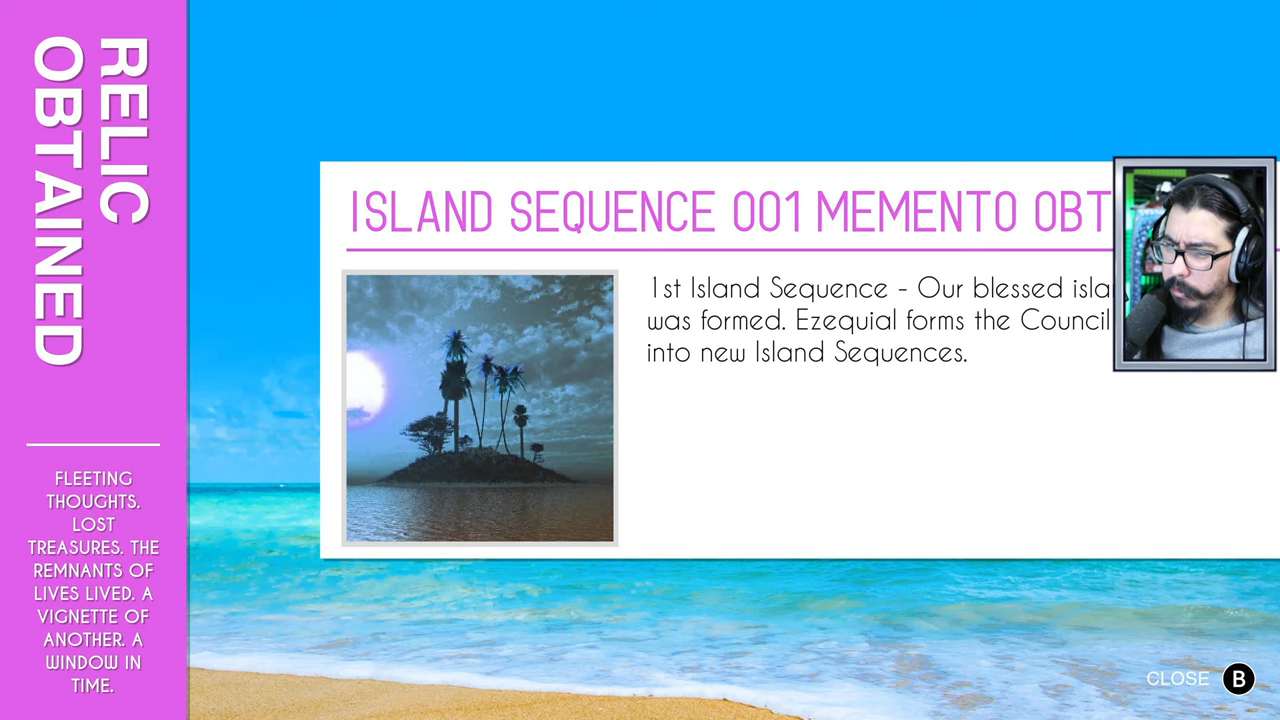 RELIC
OBTAINED
FLEETING
THOUGHTS.
LOST
TREASURES. THE
REMNANTS OF
LIVES LIVED. A
VIGNETTE OF
ANOTHER. A
WINDOW IN
TIME.
ISLAND SEQUENCE 001 MEMENTO OBT
1st Island Sequence - Our blessed isla
was formed. Ezequial forms the Council
into new Island Sequences.
CLOSE B